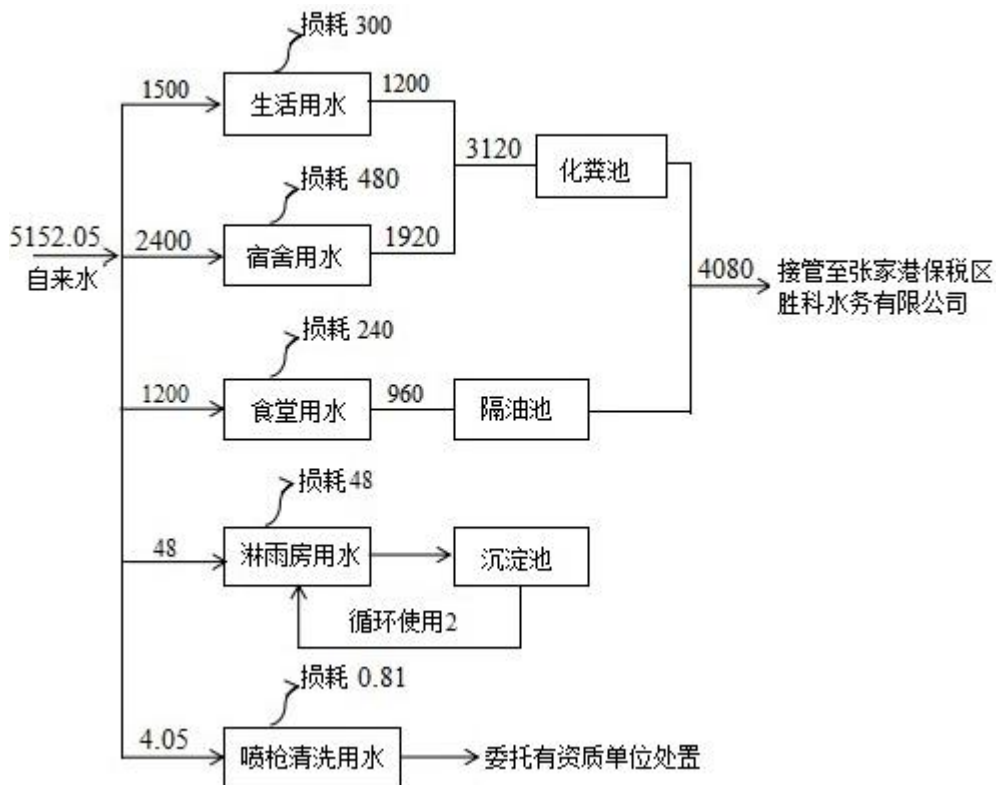 损耗 300
1500
生活用水
1200
3120
化粪池
损耗 480
5152.05
自来水
2400
宿舍用水
1920
4080
接管至张家港保税区
胜科水务有限公司
损耗 240
1200
食堂用水
960
隔油池
损耗 48
48
淋雨房用水
沉淀池
循环使用2
损耗 0.81
4.05
喷枪清洗用水
委托有资质单位处置